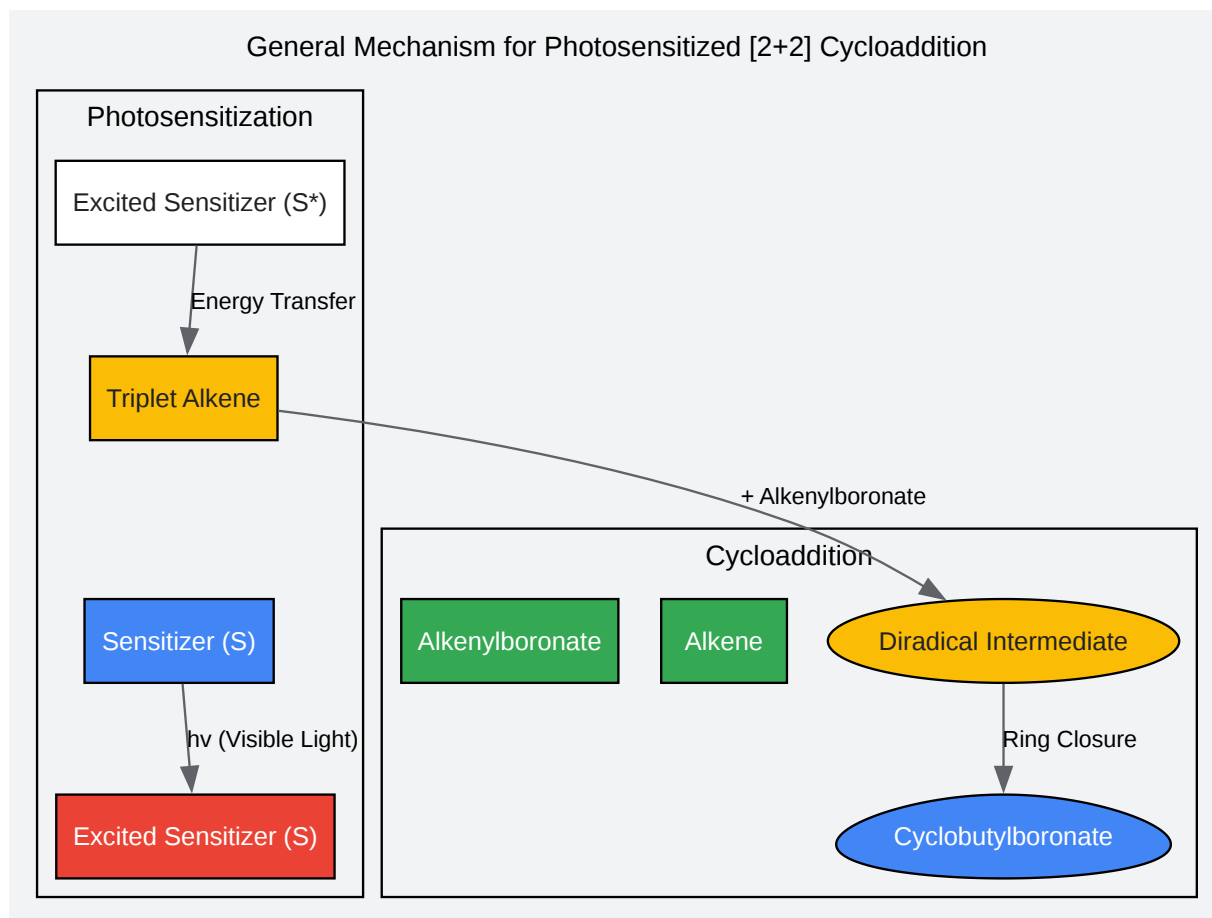 General Mechanism for Photosensitized [2+2] Cycloaddition
Photosensitization
Excited Sensitizer (S*)
Energy Transfer
Triplet Alkene
+ Alkenylboronate
Cycloaddition
Sensitizer (S)
Alkenylboronate
Alkene
Diradical Intermediate
hv (Visible Light)
Ring Closure
Excited Sensitizer (S)
Cyclobutylboronate